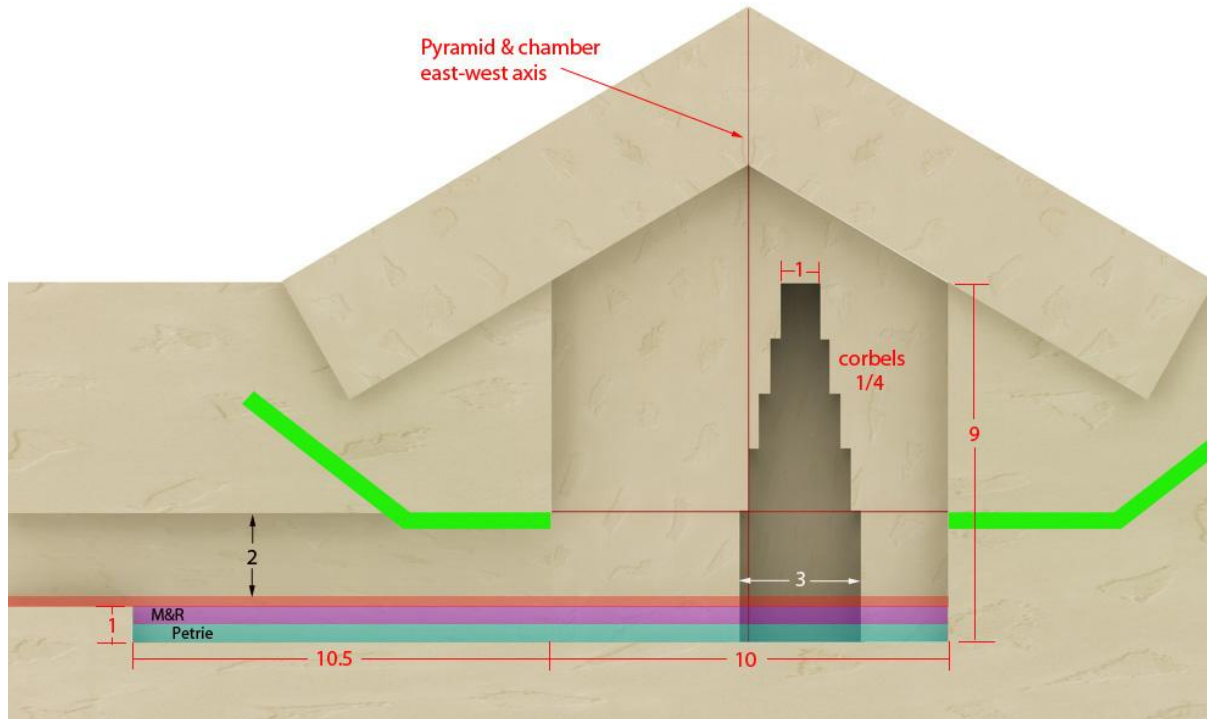 Pyramid & chamber
east-west axis
1
corbels
1/4
9
2
3
M&R
1
Petrie
10.5
10